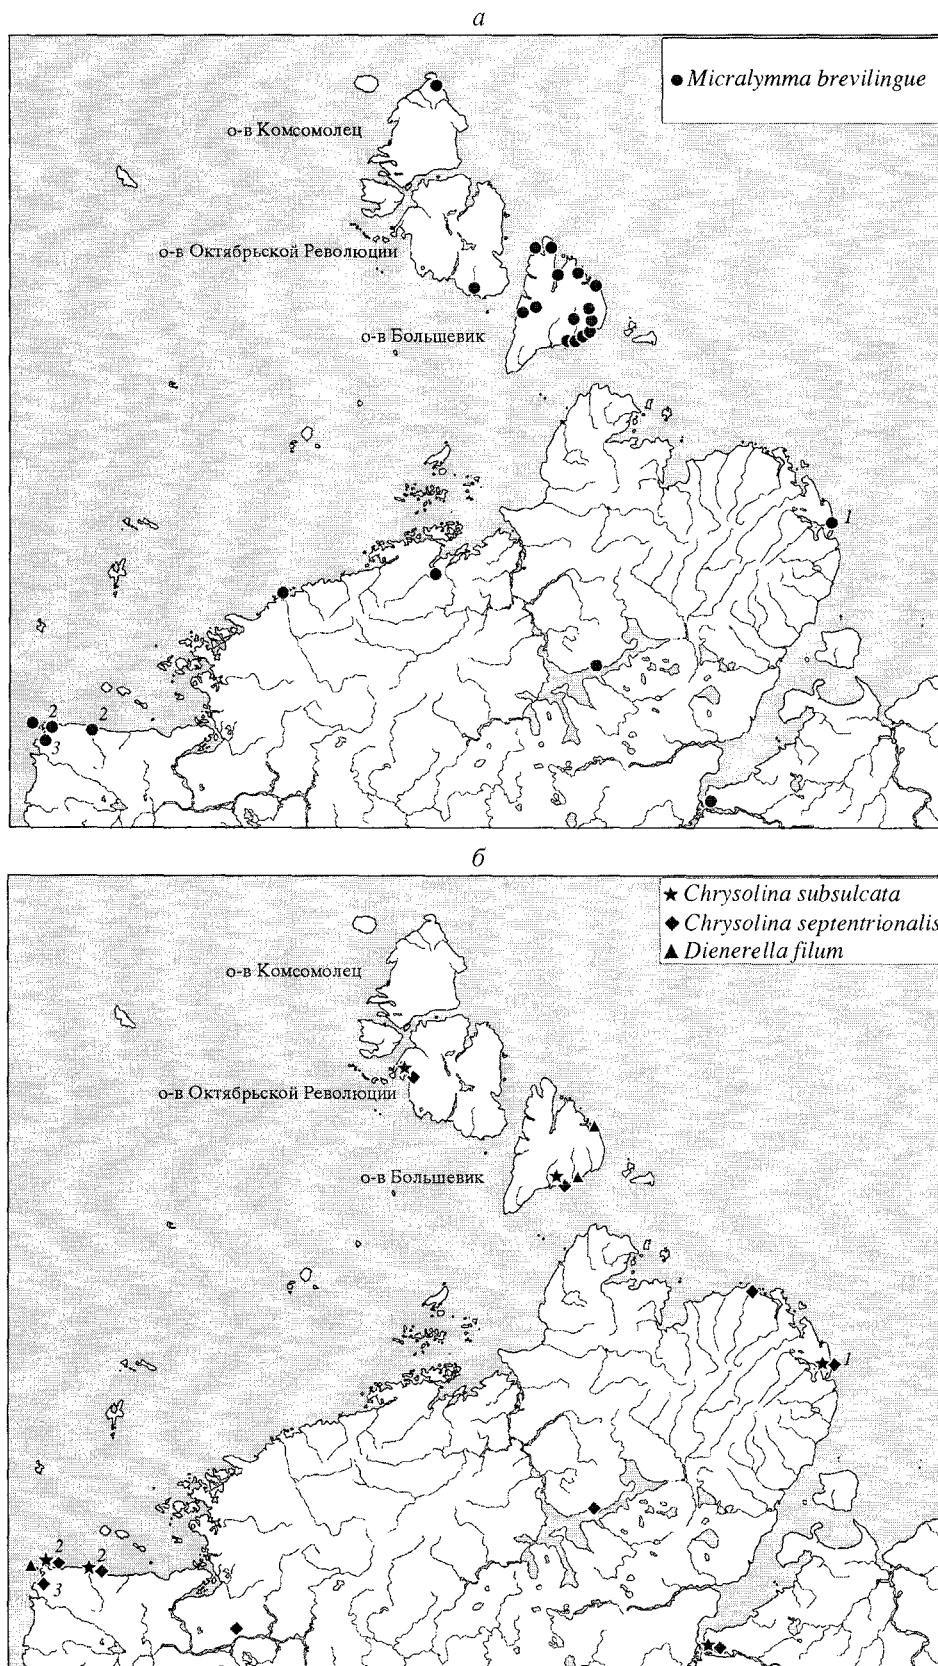 а
Micralymma brevilingue
о-в Комсомолец
о-в Октябрьской Революции
о-в Большевик
1
2
2
3
б
Chrysolina subsulcata
Chrysolina septentrionalis
Dienerella filum
о-в Комсомолец
о-в Октябрьской Революции
о-в Большевик
1
2
2
3